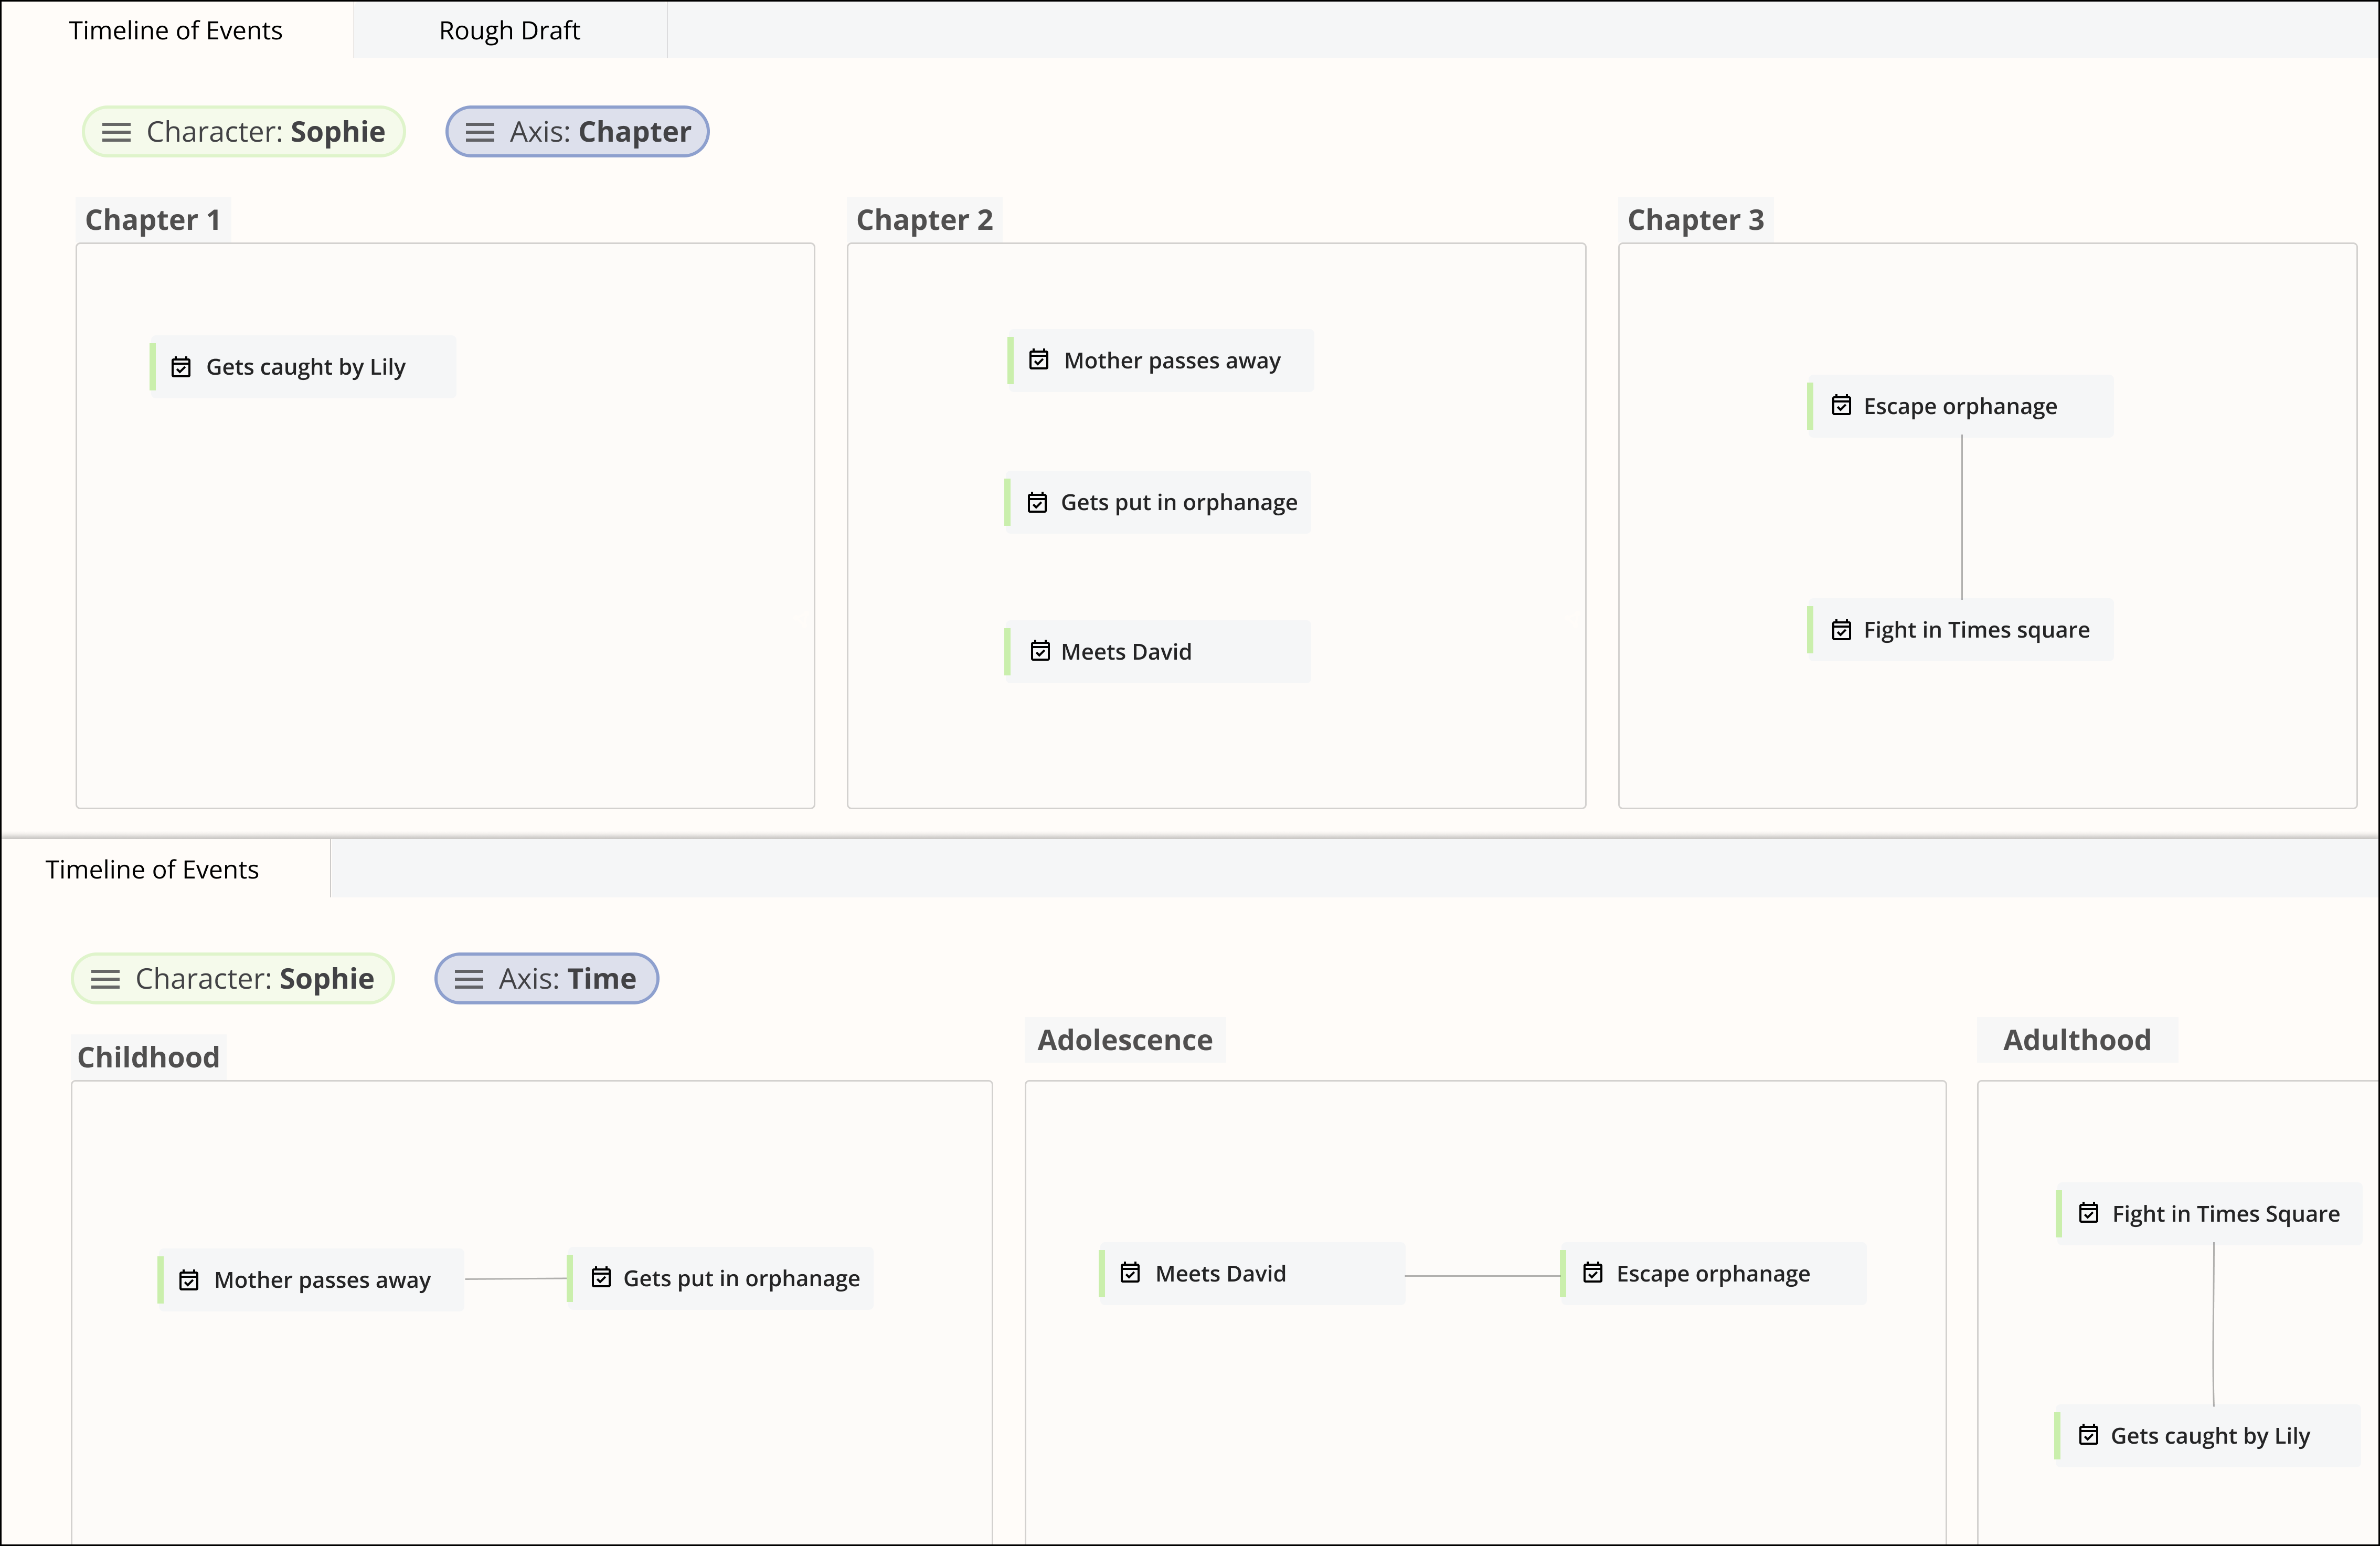 Timeline of Events
Rough Draft
Character: Sophie
Axis: Chapter
Chapter 1
Gets caught by Lily
Chapter 2
Mother passes away
Gets put in orphanage
Meets David
Chapter 3
Escape orphanage
Fight in Times square
Timeline of Events
Character: Sophie
Axis: Time
Childhood
Mother passes away
Gets put in orphanage
Adolescence
Meets David
Escape orphanage
Adulthood
Fight in Times Square
Gets caught by Lily